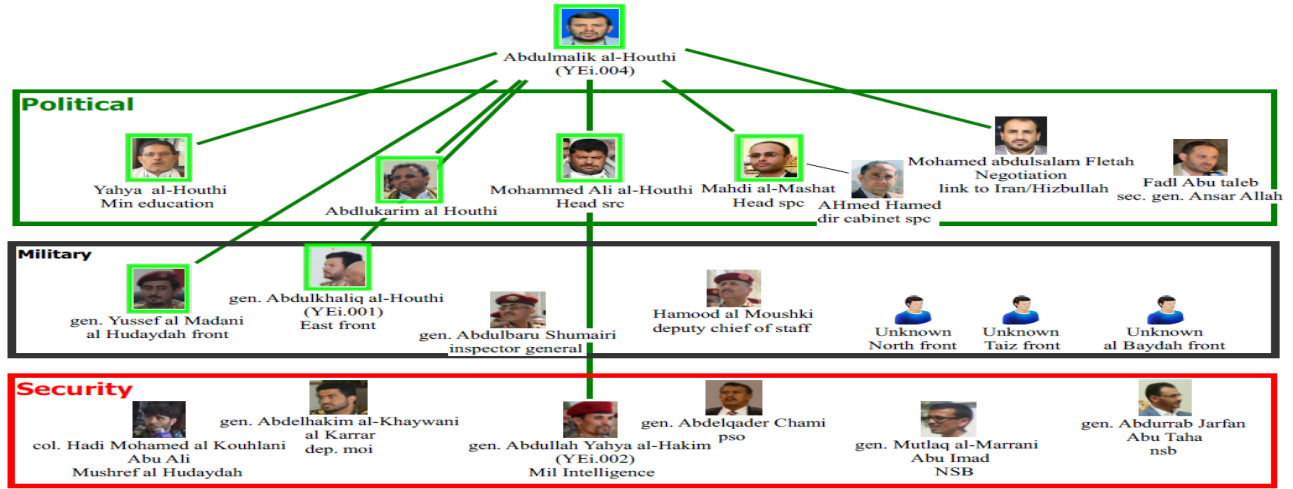 Abdulmalik al-Houthi
(YEi.004)
Political
Yahya al-Houthi
Min education
Abdlukarim al Houthi
Mohammed Ali al-Houthi
Head src
Mahdi al-Mashat
Head spc
AHmed Hamed
dir cabinet spc
Mohamed abdulsalam Fletah
Negotiation
link to Iran/Hizbullah
Fadl Abu taleb
sec. gen. Ansar Allah
Military
gen. Yussef al Madani
al Hudaydah front
gen. Abdulkhaliq al-Houthi
(YEi.001)
East front
gen. Abdulbaru Shumairi
inspector general
Hamood al Moushki
deputy chief of staff
Unknown
North front
Unknown
Taiz front
Unknown
al Baydah front
Security
col. Hadi Mohamed al Kouhlani
Abu Ali
Mushref al Hudaydah
gen. Abdelhakim al-Khaywani
al Karrar
dep. moi
gen. Abdullah Yahya al-Hakim
(YEi.002)
Mil Intelligence
gen. Abdelqader Chami
pso
gen. Mutlaq al-Marrani
Abu Imad
NSB
gen. Abdurrab Jarfan
Abu Taha
nsb